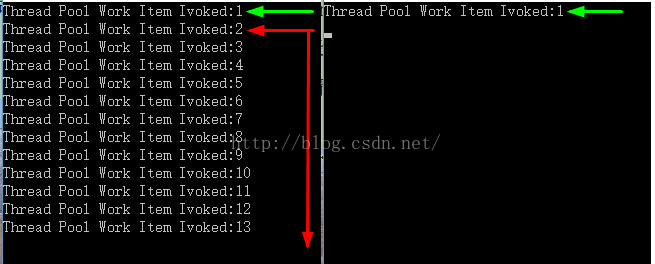 Thread Pool Work Item Ivoked:1
Thread Pool Work Item Ivoked:2
Thread Pool Work Item Ivoked:3
Thread Pool Work Item Ivoked:4
Thread Pool Work Item Ivoked:5
Thread Pool Work Item Ivoked:6
Thread Pool Work Item Ivoked:7
Thread Pool Work Item Ivoked:8
Thread Pool Work Item Ivoked:9
Thread Pool Work Item Ivoked:10
Thread Pool Work Item Ivoked:11
Thread Pool Work Item Ivoked:12
Thread Pool Work Item Ivoked:13
Thread Pool Work Item Ivoked:1
http://blog.csdn.net/